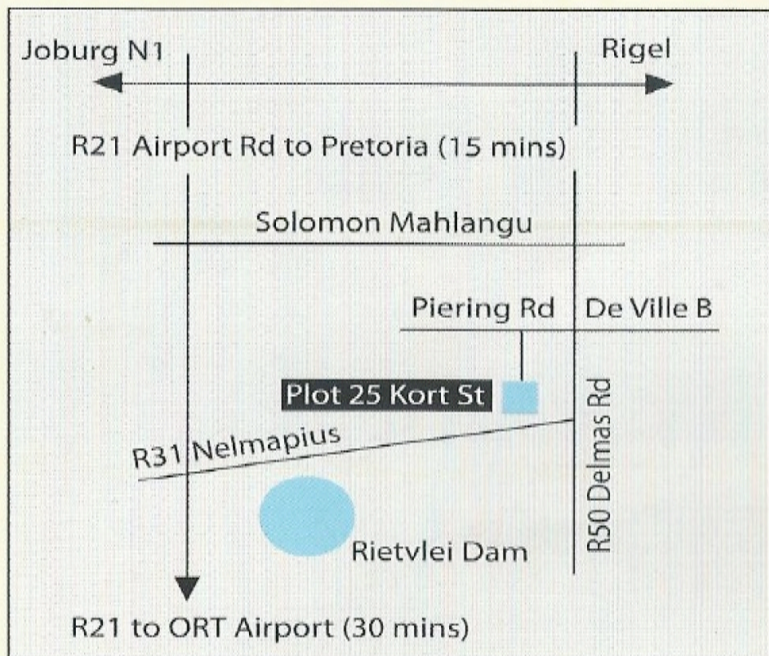 Joburg N1
Rigel
R21 Airport Rd to Pretoria (15 mins)
Solomon Mahlangu
Piering Rd
De Ville B
Plot 25 Kort St
R31 Nelmapius
R50 Delmas Rd
Rietvlei Dam
R21 to ORT Airport (30 mins)